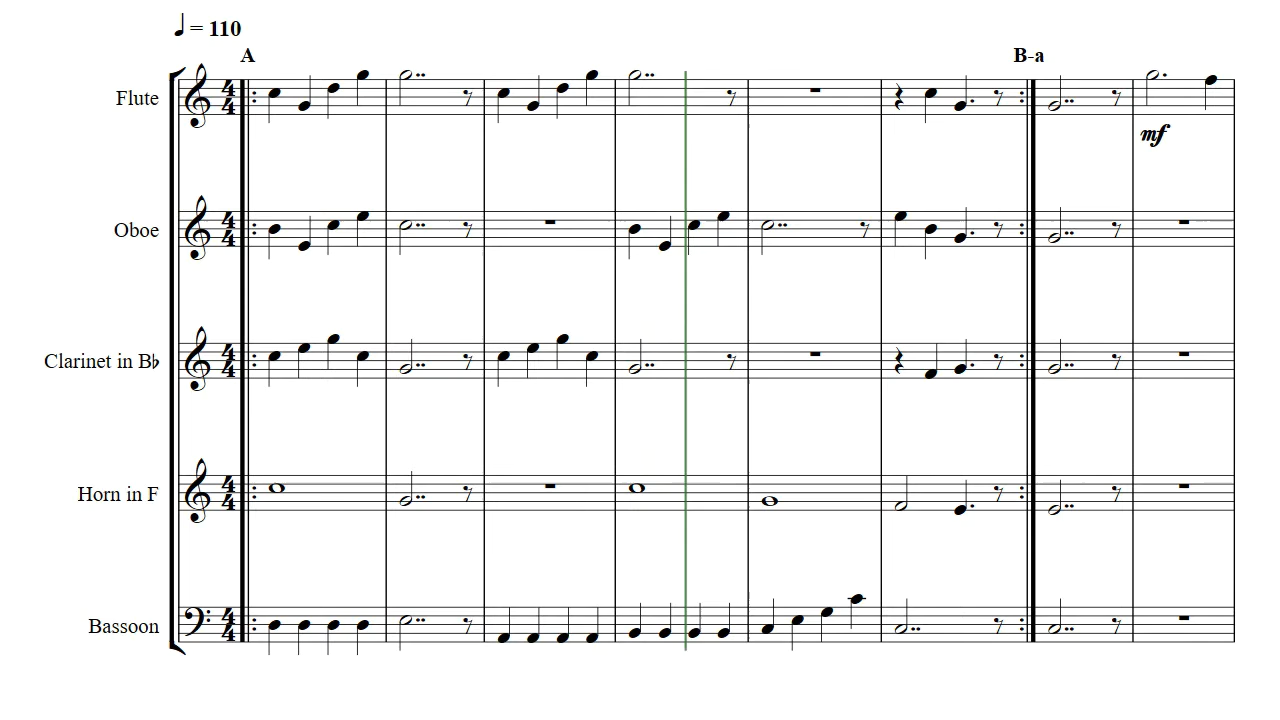 ♩ = 110
A
B-a
Flute
mf
Oboe
Clarinet in B♭
Horn in F
Bassoon